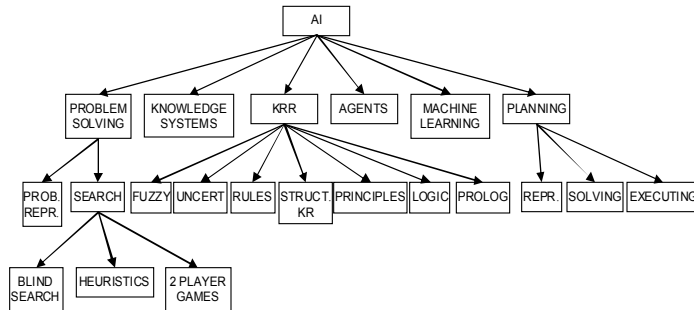 AI
PROBLEM
SOLVING
KNOWLEDGE
SYSTEMS
KRR
AGENTS
MACHINE
LEARNING
PLANNING
PROB.
REPR.
SEARCH
FUZZY
UNCERT
RULES
STRUCT.
KR
PRINCIPLES
LOGIC
PROLOG
REPR.
SOLVING
EXECUTING
BLIND
SEARCH
HEURISTICS
2 PLAYER
GAMES